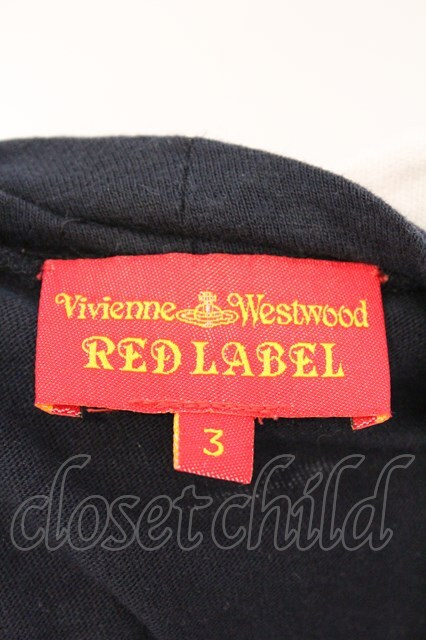 Vivienne Westwood
RED LABEL
3
closet child